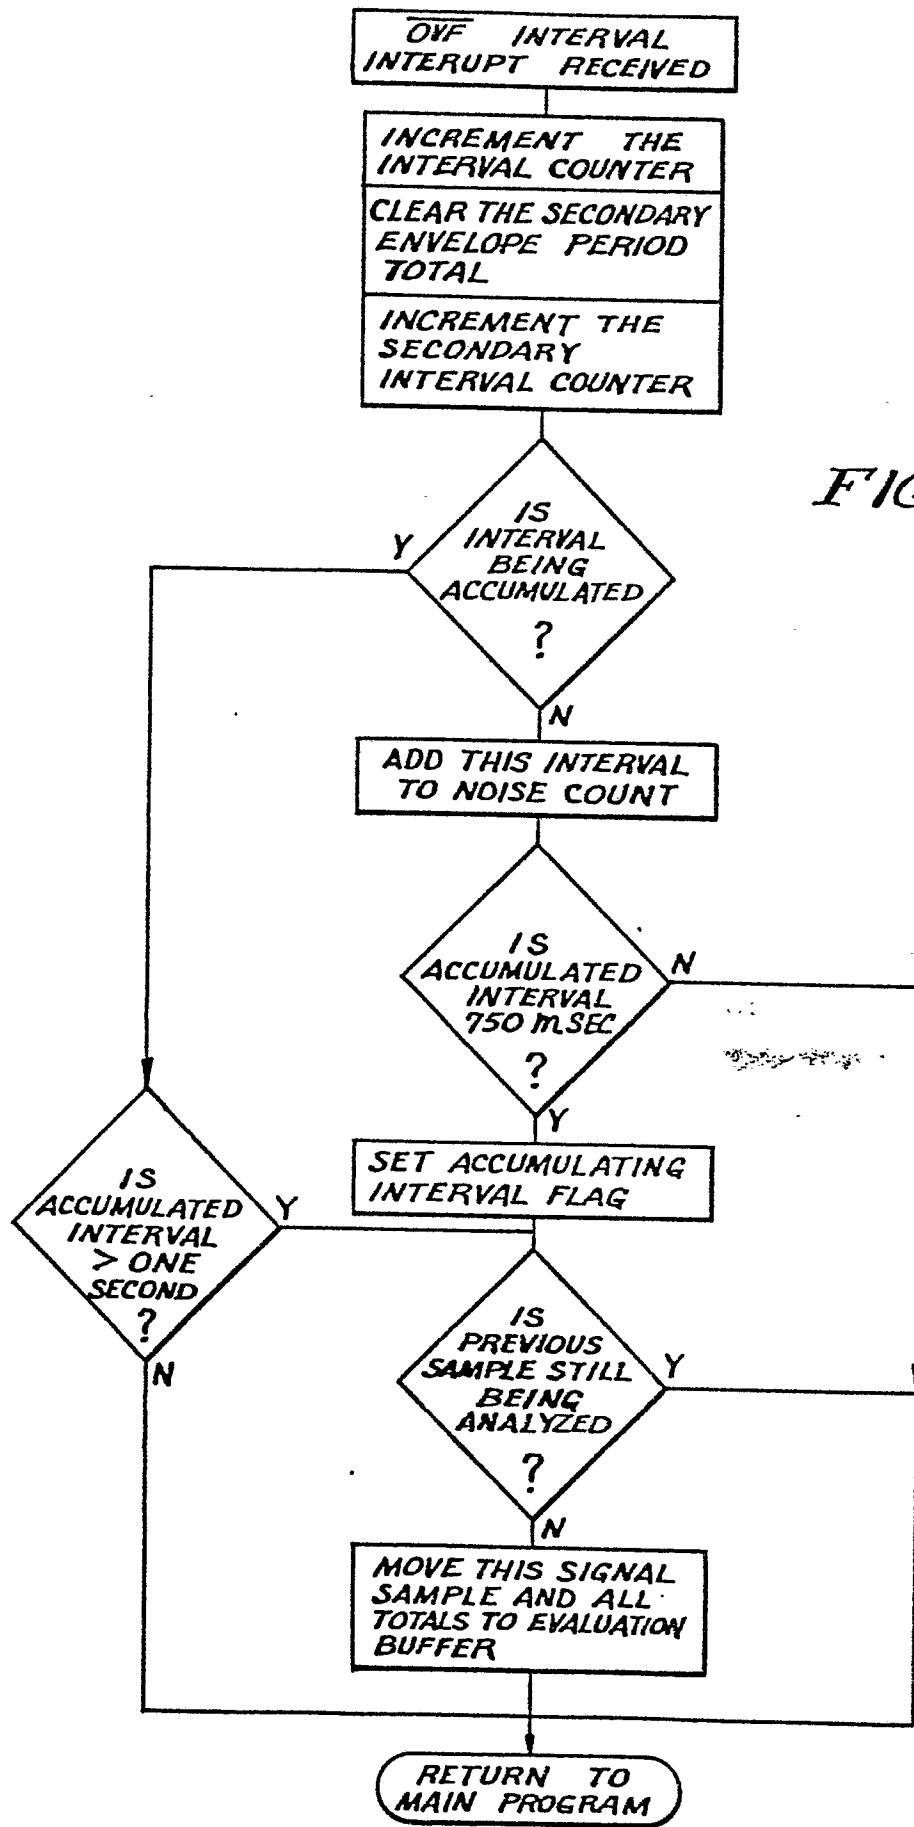 OVF INTERVAL
INTERUPT RECEIVED
INCREMENT THE
INTERVAL COUNTER
CLEAR THE SECONDARY
ENVELOPE PERIOD
TOTAL
INCREMENT THE
SECONDARY
INTERVAL COUNTER
FIG
IS
INTERVAL
BEING
ACCUMULATED
?
Y
N
ADD THIS INTERVAL
TO NOISE COUNT
IS
ACCUMULATED
INTERVAL
750 mSEC
?
N
Y
SET ACCUMULATING
INTERVAL FLAG
IS
ACCUMULATED
INTERVAL
> ONE
SECOND
?
Y
N
IS
PREVIOUS
SAMPLE STILL
BEING
ANALYZED
?
Y
N
MOVE THIS SIGNAL
SAMPLE AND ALL
TOTALS TO EVALUATION
BUFFER
RETURN TO
MAIN PROGRAM